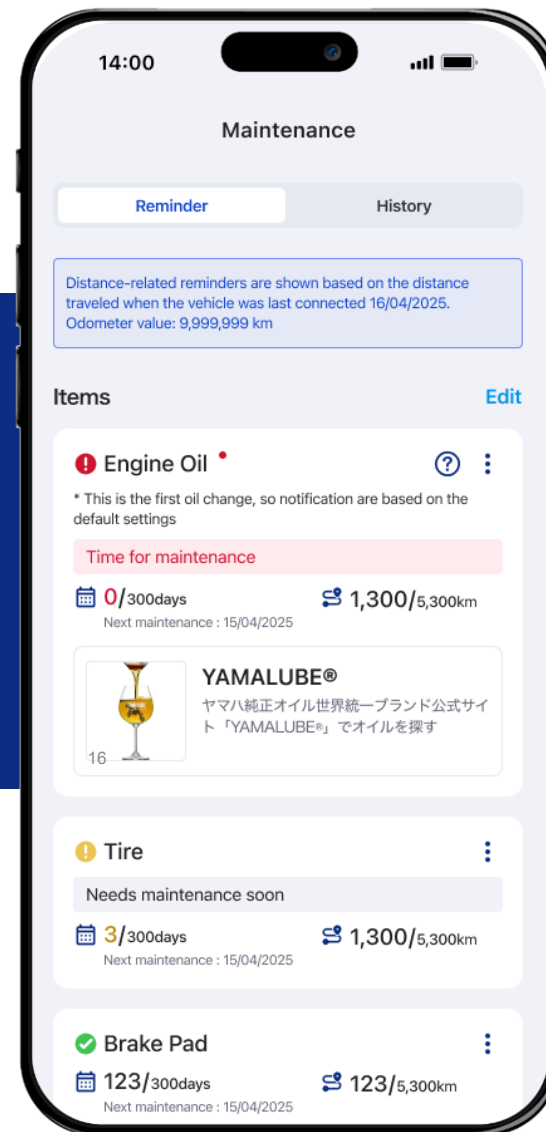 14:00
Maintenance
Reminder
History
Distance-related reminders are shown based on the distance
traveled when the vehicle was last connected 16/04/2025.
Odometer value: 9,999,999 km
Items
Edit
Engine Oil
* This is the first oil change, so notification are based on the
default settings
Time for maintenance
0/300days
1,300/5,300km
Next maintenance : 15/04/2025
YAMALUBE®
ヤマハ純正オイル世界統一ブランド公式サイ
ト「YAMALUBE®」でオイルを探す
16
Tire
Needs maintenance soon
3/300days
1,300/5,300km
Next maintenance : 15/04/2025
Brake Pad
123/300days
123/5,300km
Next maintenance : 15/04/2025